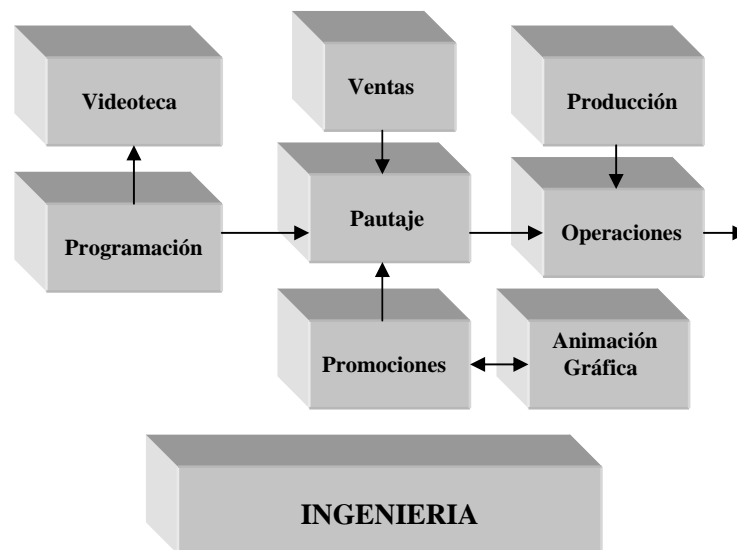 Videoteca
Ventas
Producción
Programación
Pautaje
Operaciones
Promociones
Animación
Gráfica
INGENIERIA